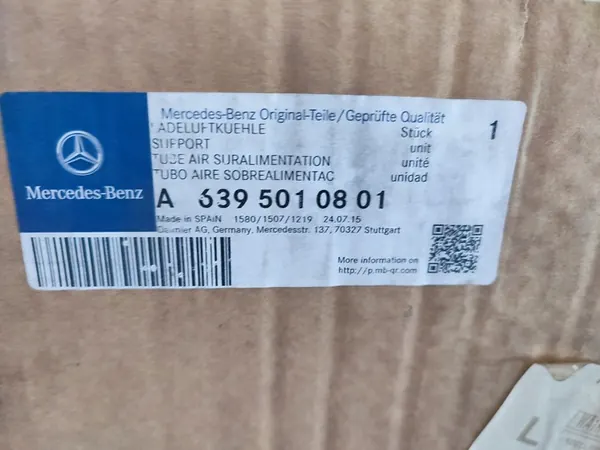 Mercedes-Benz Original-Teile/Geprüfte Qualität
LADELUFTKUEHLE Stück 1
SUPPORT unit
TUBE AIR SURALIMENTATION unité
TUBO AIRE SOBREALIMENTAC unidad
Mercedes-Benz
A 639 501 08 01
Made in SPAIN 1580/1507/1219 24.07.15
Daimler AG, Germany, Mercedesstr. 137, 70327 Stuttgart
More information on
http://p.mb-qr.com
L